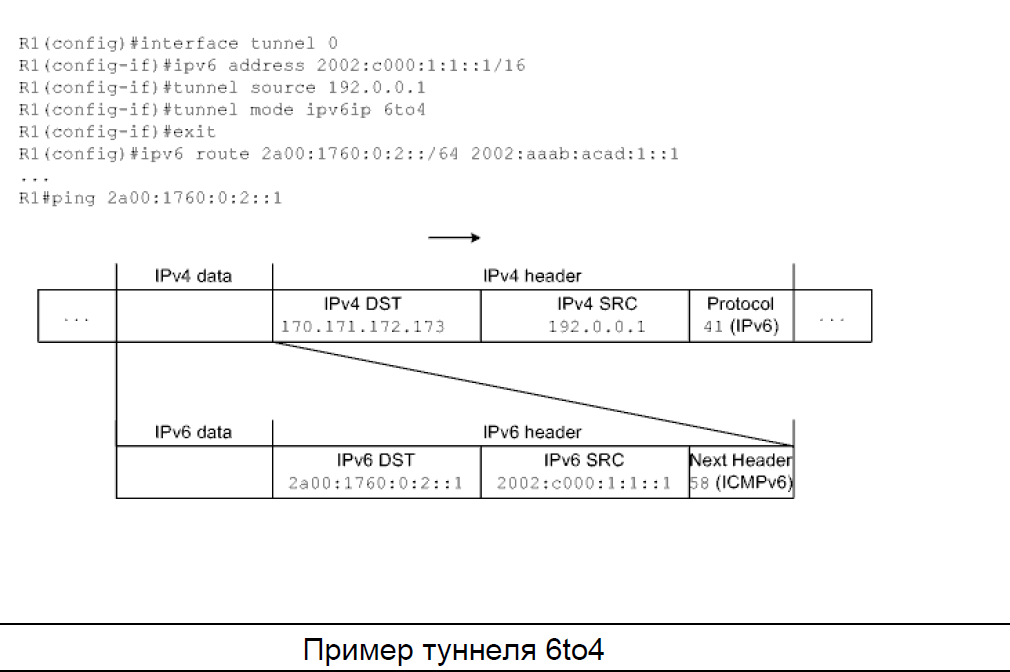 R1(config)#interface tunnel 0
R1(config-if)#ipv6 address 2002:c000:1:1::1/16
R1(config-if)#tunnel source 192.0.0.1
R1(config-if)#tunnel mode ipv6ip 6to4
R1(config-if)#exit
R1(config)#ipv6 route 2a00:1760:0:2::/64 2002:aaab:acad:1::1
...
R1#ping 2a00:1760:0:2::1
IPv4 data IPv4 header
... IPv4 DST IPv4 SRC Protocol ...
170.171.172.173 192.0.0.1 41 (IPv6)
IPv6 data IPv6 header
IPv6 DST IPv6 SRC Next Header
2a00:1760:0:2::1 2002:c000:1:1::1 58 (ICMPv6)
Пример туннеля 6to4